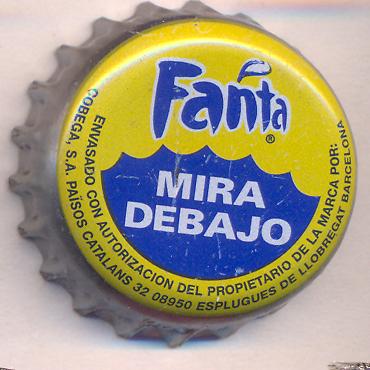 Fanta
®
MIRA
DEBAJO
ENVASADO CON AUTORIZACION DEL PROPIETARIO DE LA MARCA POR:
COBEGA, S.A. PAÏSOS CATALANS 32 08950 ESPLUGUES DE LLOBREGAT BARCELONA